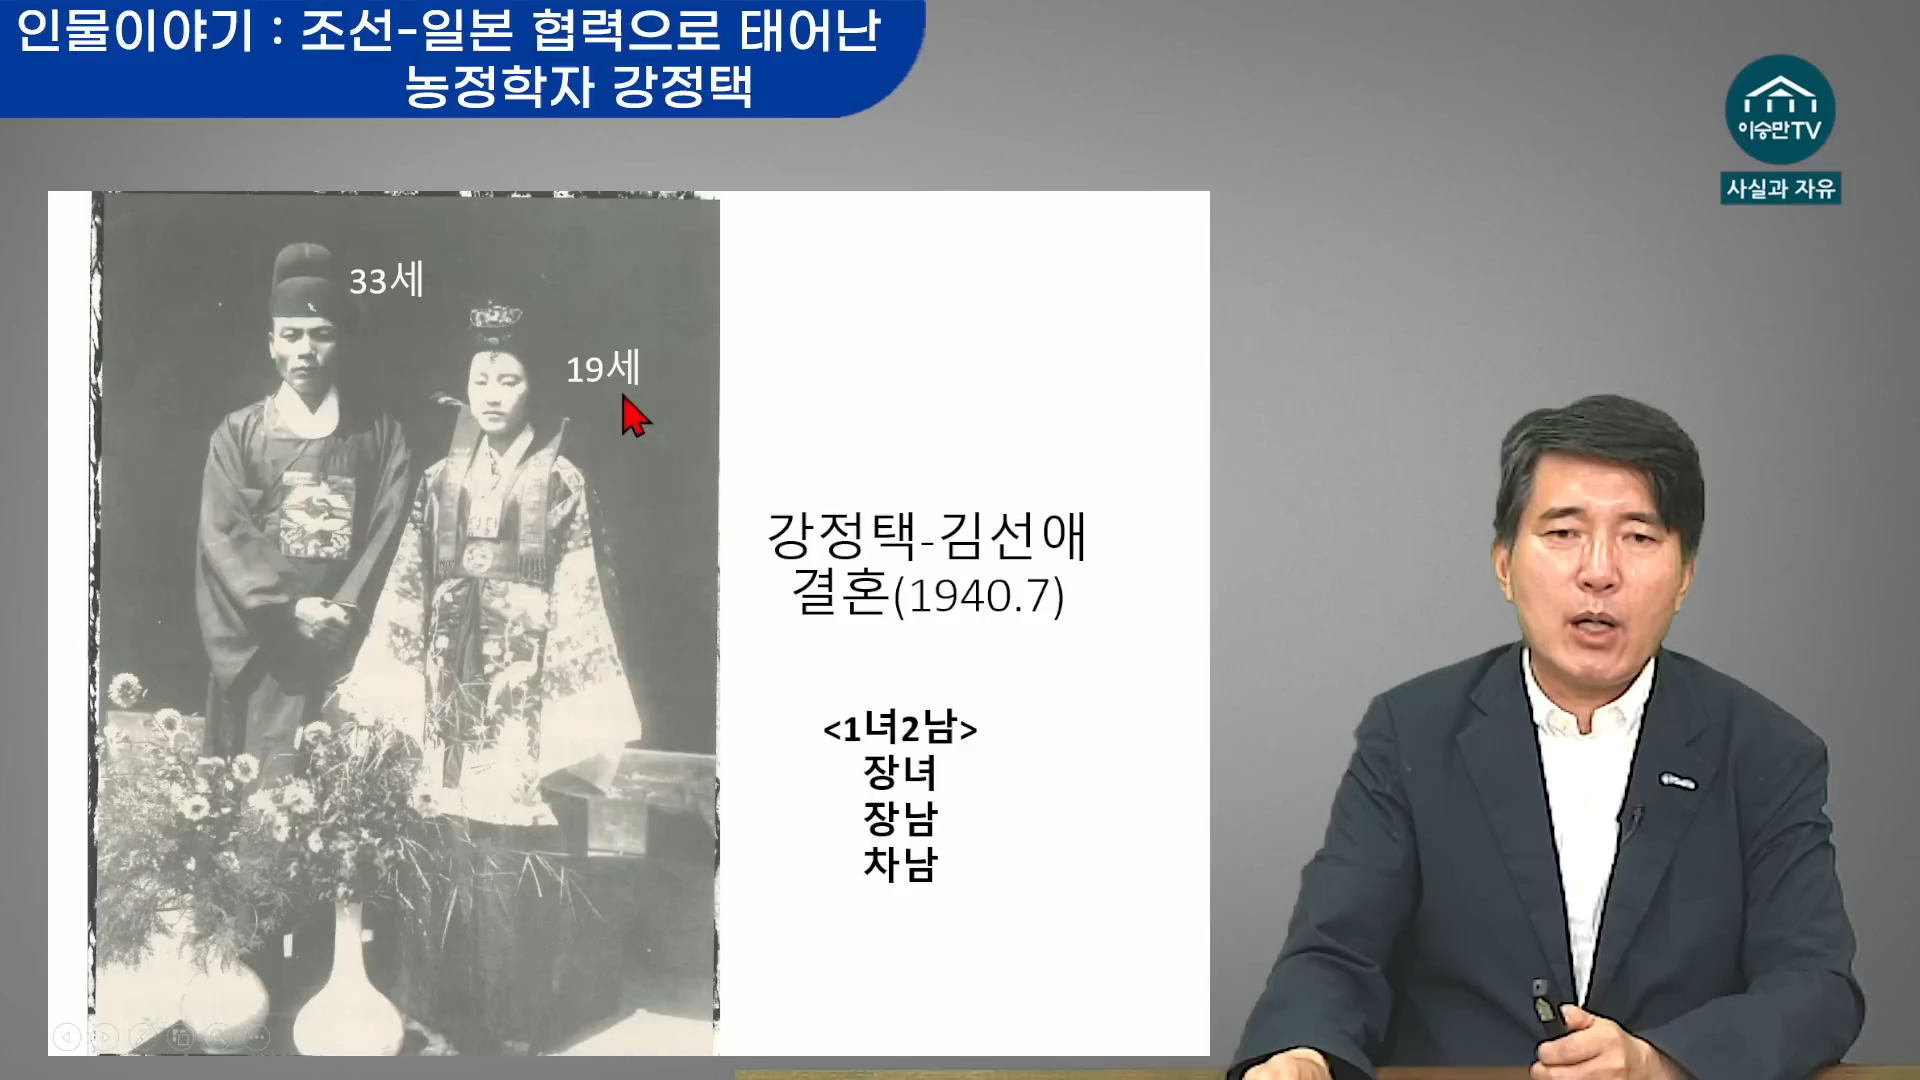 인물이야기 : 조선-일본 협력으로 태어난
농정학자 강정택
이승만TV
사실과 자유
33세
19세
강정택-김선애
결혼(1940.7)
<1녀2남>
장녀
장남
차남